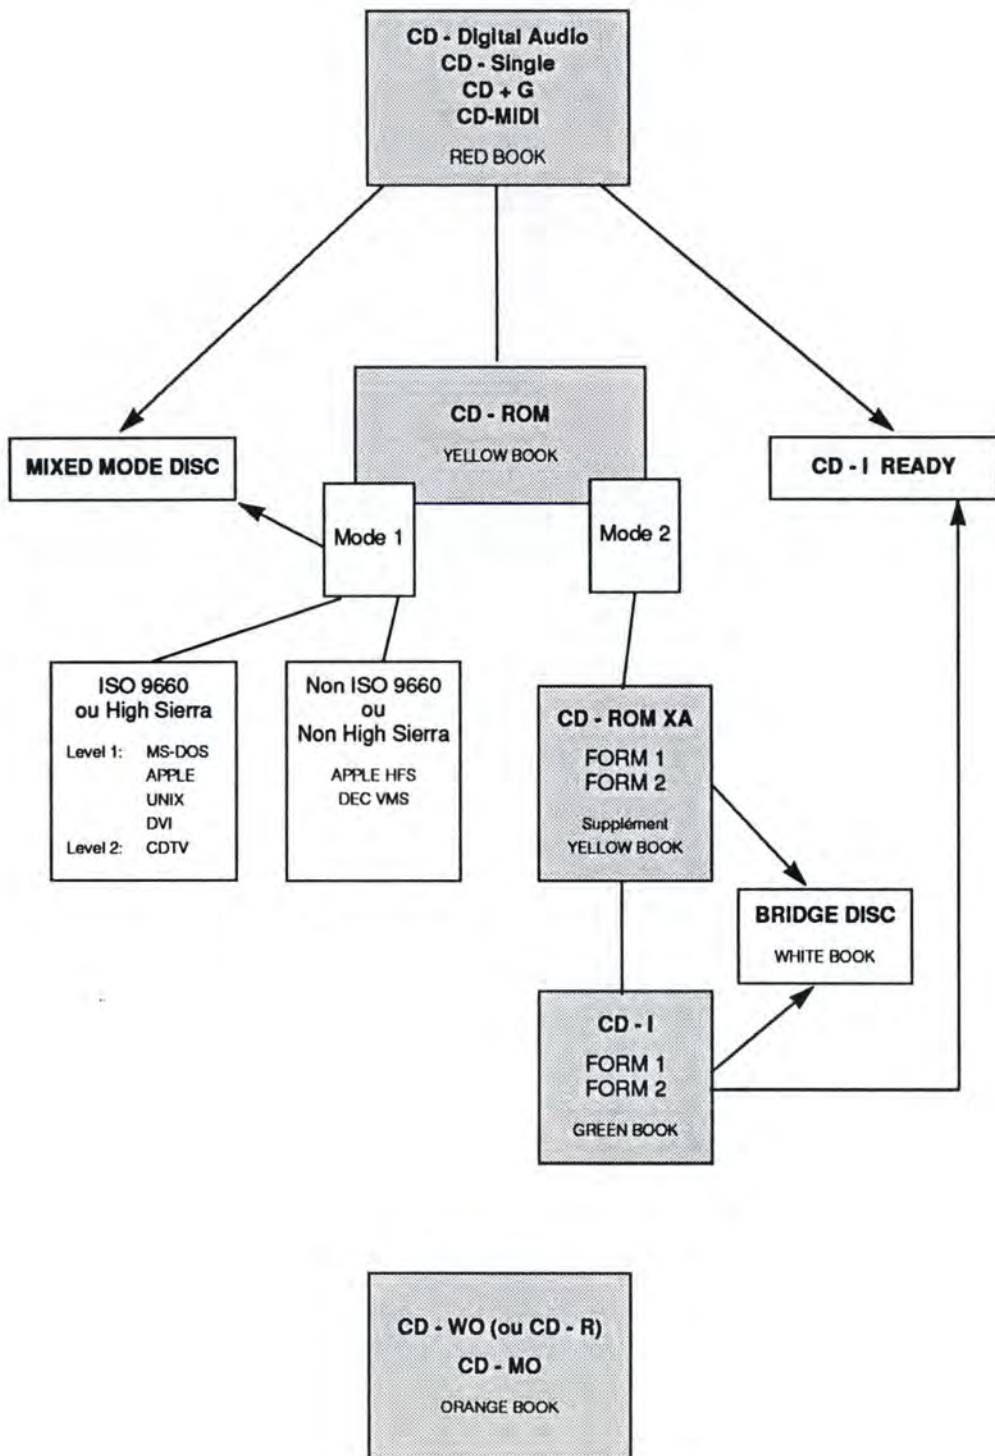 CD - Digital Audio
CD - Single
CD + G
CD-MIDI
RED BOOK
CD - ROM
YELLOW BOOK
MIXED MODE DISC
CD - I READY
Mode 1
Mode 2
ISO 9660
ou High Sierra
Level 1: MS-DOS
APPLE
UNIX
DVI
Level 2: CDTV
Non ISO 9660
ou
Non High Sierra
APPLE HFS
DEC VMS
CD - ROM XA
FORM 1
FORM 2
Supplément
YELLOW BOOK
BRIDGE DISC
WHITE BOOK
CD - I
FORM 1
FORM 2
GREEN BOOK
CD - WO (ou CD - R)
CD - MO
ORANGE BOOK